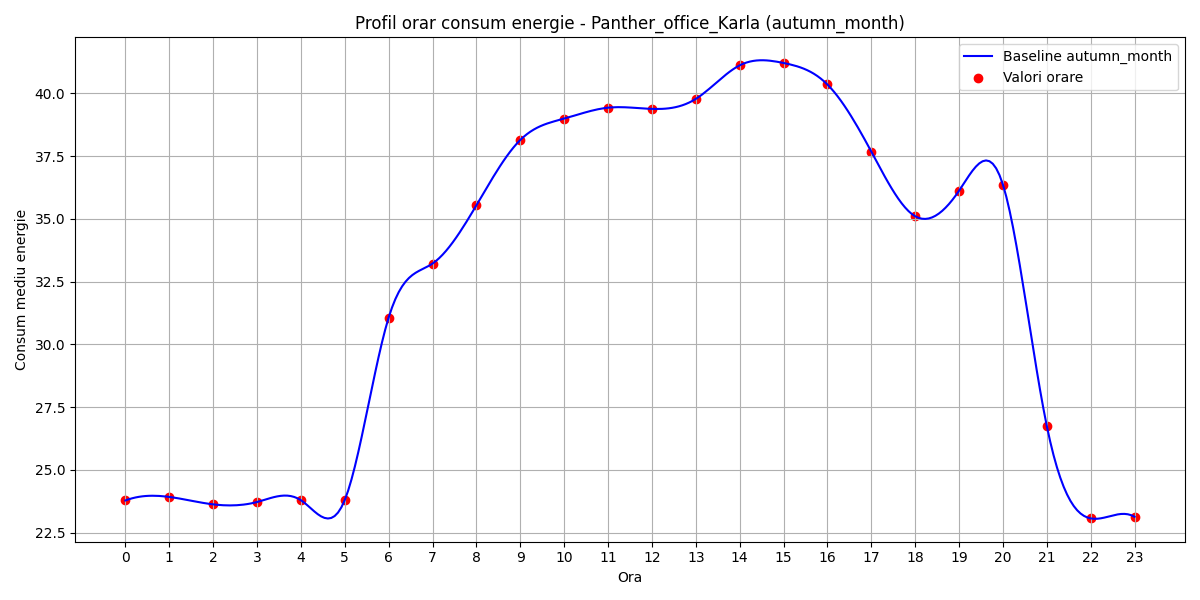 Profil orar consum energie - Panther_office_Karla (autumn_month)
Baseline autumn_month
Valori orare
Consum mediu energie
40.0
37.5
35.0
32.5
30.0
27.5
25.0
22.5
0 1 2 3 4 5 6 7 8 9 10 11 12 13 14 15 16 17 18 19 20 21 22 23
Ora